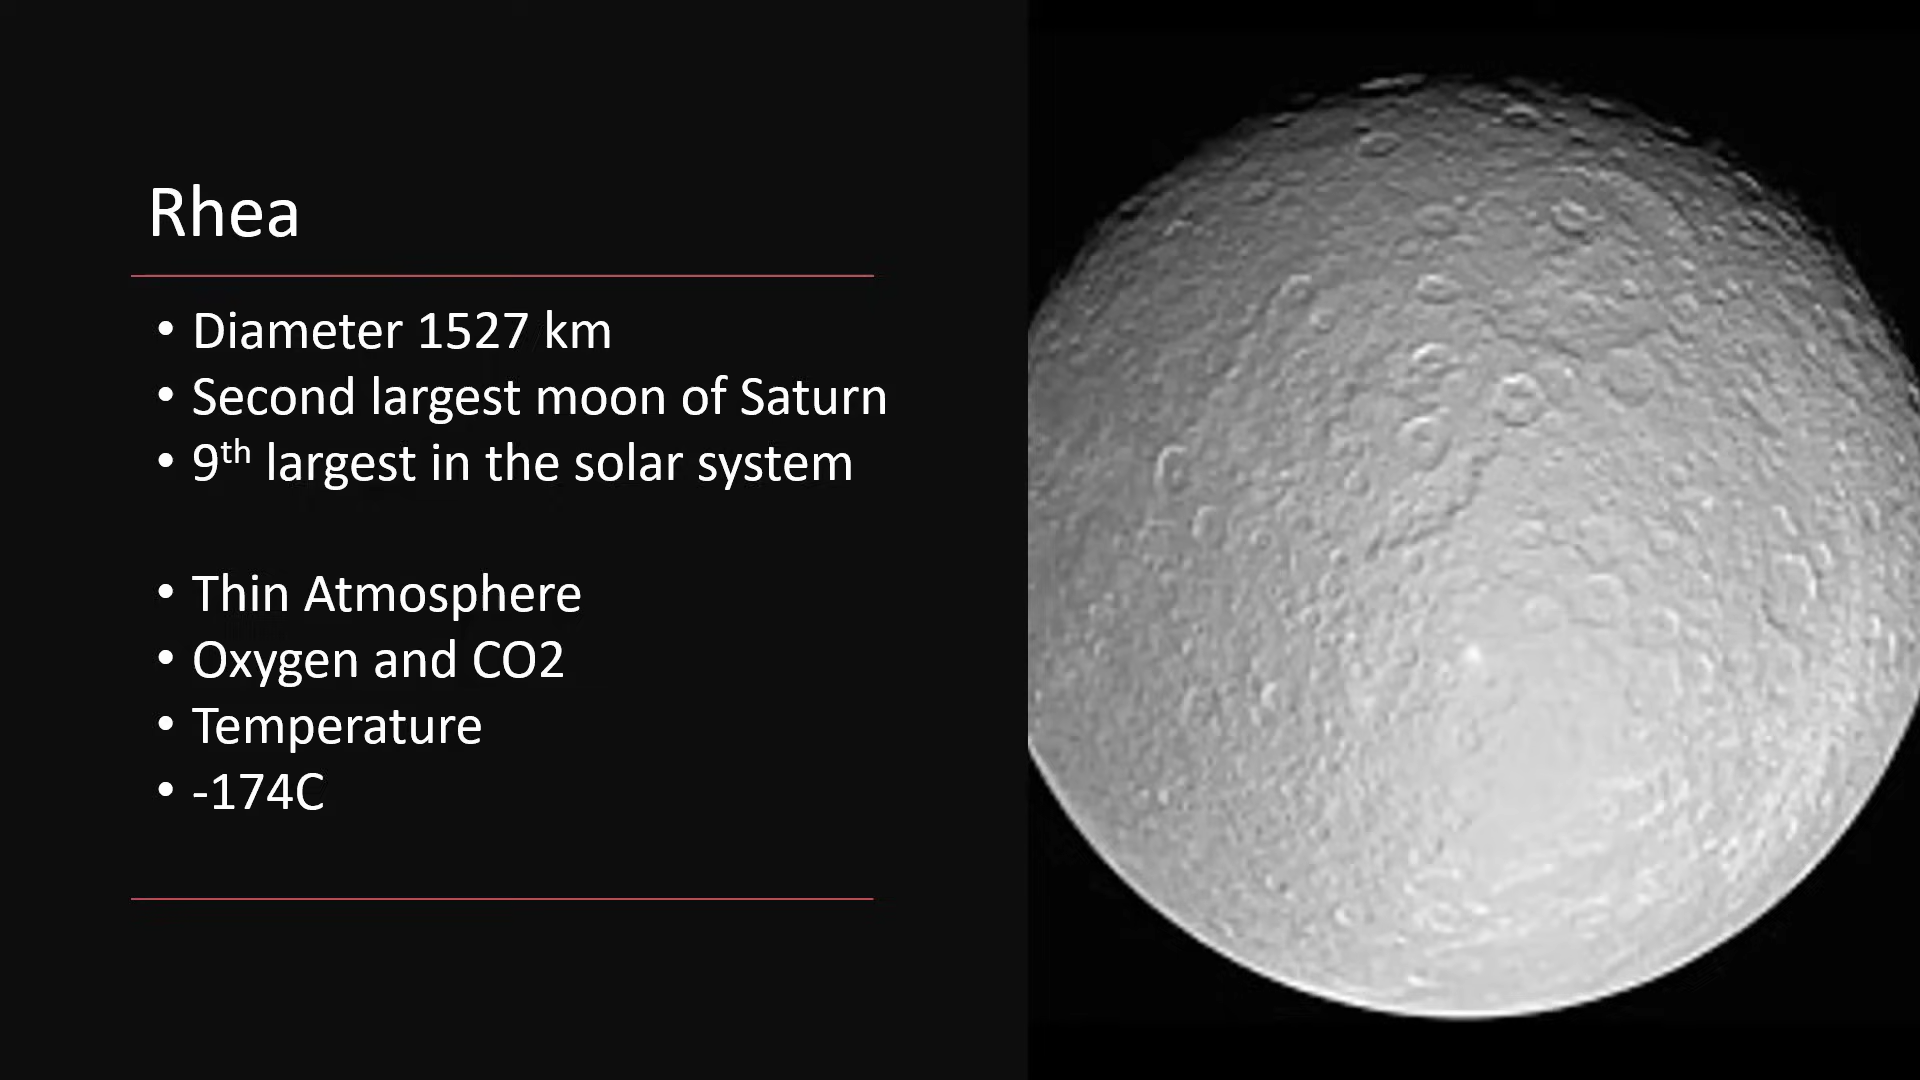 Rhea
• Diameter 1527 km
• Second largest moon of Saturn
• 9th largest in the solar system
• Thin Atmosphere
• Oxygen and CO2
• Temperature
• -174C